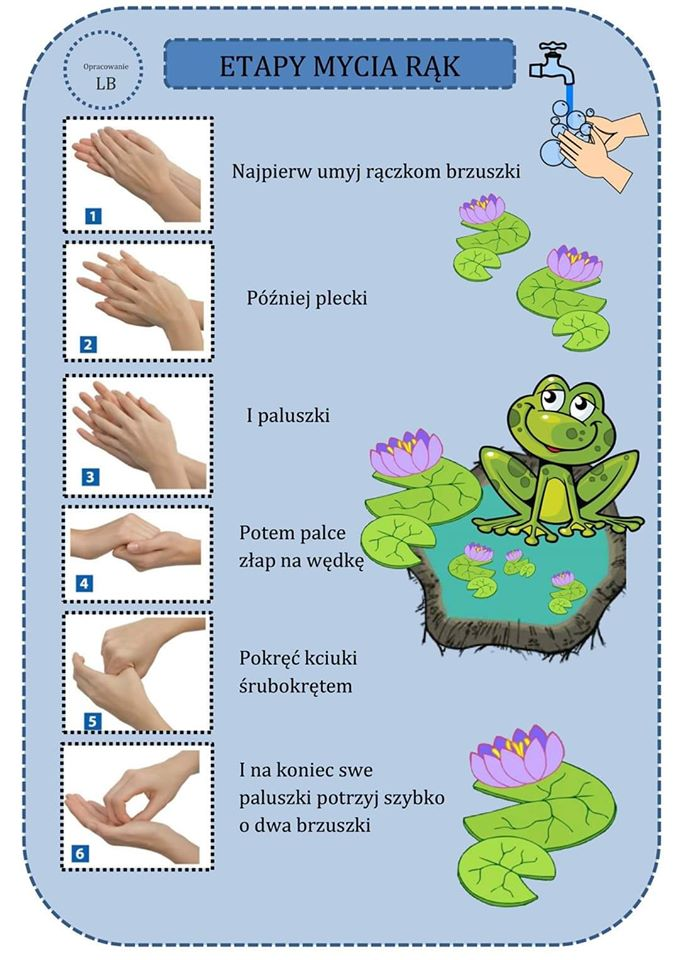 Opracowanie
LB
ETAPY MYCIA RĄK
1
Najpierw umyj rączkom brzuszki
2
Później plecki
3
I paluszki
4
Potem palce
złap na wędkę
5
Pokręć kciuki
śrubokrętem
6
I na koniec swe
paluszki potrzyj szybko
o dwa brzuszki